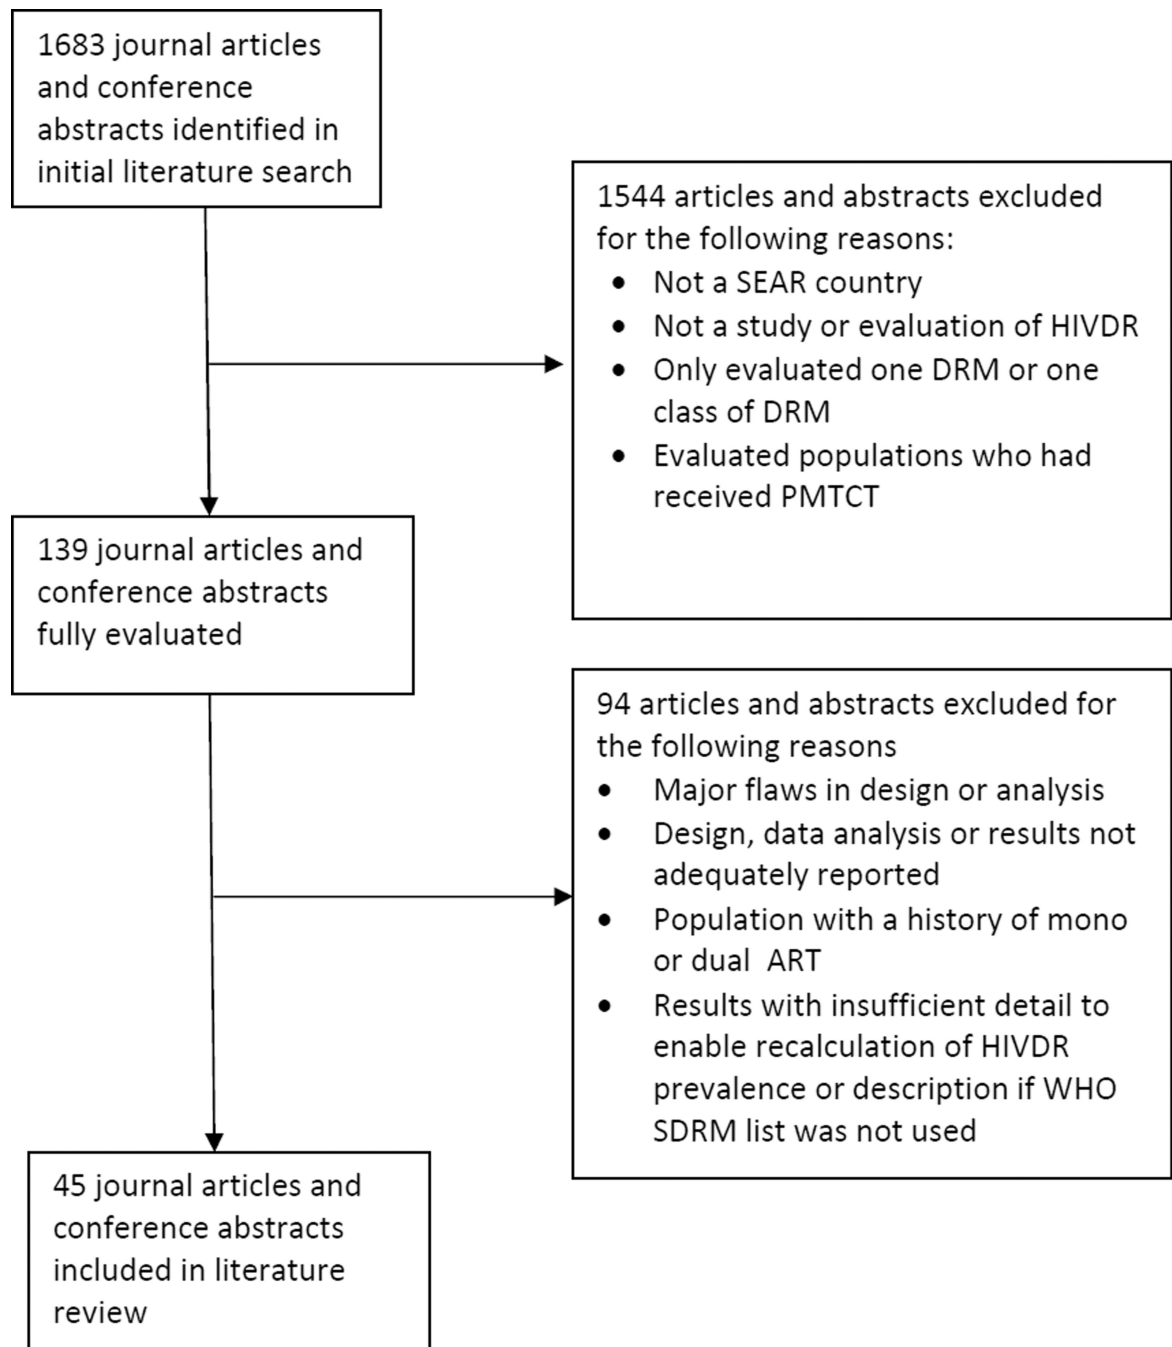 1683 journal articles
and conference
abstracts identified in
initial literature search
1544 articles and abstracts excluded
for the following reasons:
• Not a SEAR country
• Not a study or evaluation of HIVDR
• Only evaluated one DRM or one
class of DRM
• Evaluated populations who had
received PMTCT
139 journal articles and
conference abstracts
fully evaluated
94 articles and abstracts excluded for
the following reasons
• Major flaws in design or analysis
• Design, data analysis or results not
adequately reported
• Population with a history of mono
or dual  ART
• Results with insufficient detail to
enable recalculation of HIVDR
prevalence or description if WHO
SDRM list was not used
45 journal articles and
conference abstracts
included in literature
review